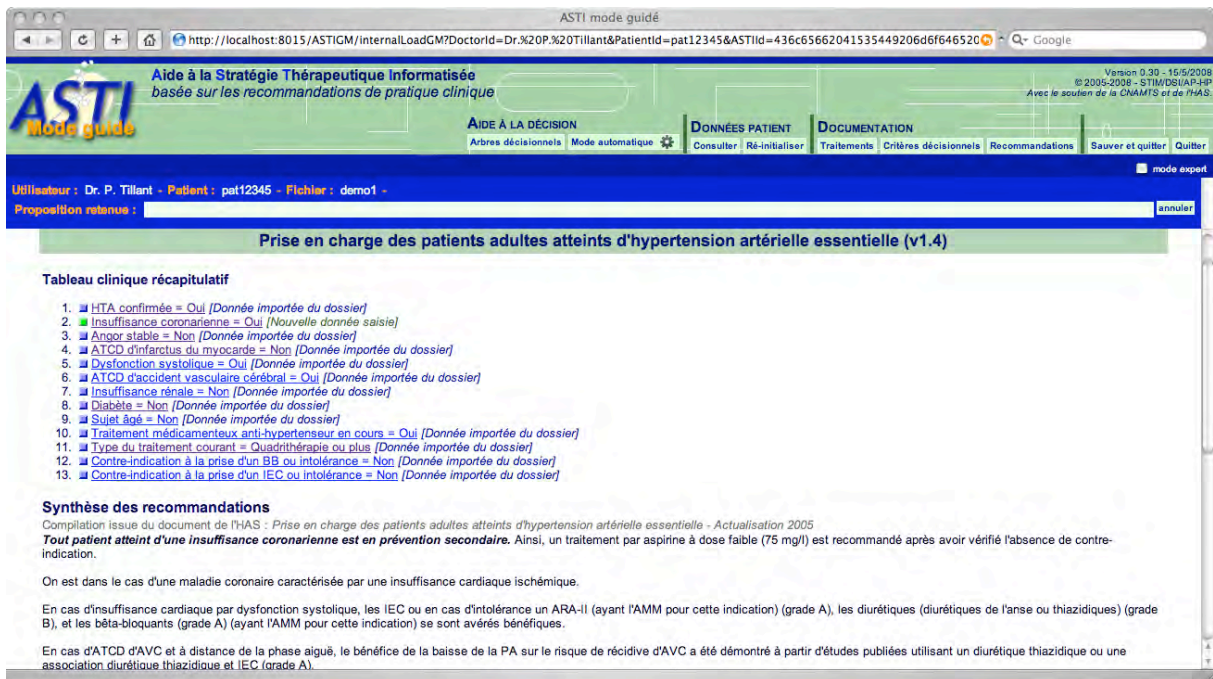 ASTI mode guidé
http://localhost:8015/ASTIGM/internalLoadGM?DoctorId=Dr.%20P.%20Tillant&PatientId=pat12345&ASTIId=436c65662041535449206d6f646520
Google
ASTI
Mode guidé
Aide à la Stratégie Thérapeutique Informatisée
basée sur les recommandations de pratique clinique
Version 0.30 - 15/5/2008
© 2005-2008 - STIM/DSI/AP-HP
Avec le soutien de la CNAMTS et de l'HAS.
AIDE À LA DÉCISION
Arbres décisionnels Mode automatique
DONNÉES PATIENT
Consulter Ré-initialiser
DOCUMENTATION
Traitements Critères décisionnels Recommandations
Sauver et quitter Quitter
mode expert
Utilisateur : Dr. P. Tillant - Patient : pat12345 - Fichier : demo1 -
Proposition retenue :
annuler
Prise en charge des patients adultes atteints d'hypertension artérielle essentielle (v1.4)
Tableau clinique récapitulatif
1. HTA confirmée = Oui [Donnée importée du dossier]
2. Insuffisance coronarienne = Oui [Nouvelle donnée saisie]
3. Angor stable = Non [Donnée importée du dossier]
4. ATCD d'infarctus du myocarde = Non [Donnée importée du dossier]
5. Dysfonction systolique = Oui [Donnée importée du dossier]
6. ATCD d'accident vasculaire cérébral = Oui [Donnée importée du dossier]
7. Insuffisance rénale = Non [Donnée importée du dossier]
8. Diabète = Non [Donnée importée du dossier]
9. Sujet âgé = Non [Donnée importée du dossier]
10. Traitement médicamenteux anti-hypertenseur en cours = Oui [Donnée importée du dossier]
11. Type du traitement courant = Quadrithérapie ou plus [Donnée importée du dossier]
12. Contre-indication à la prise d'un BB ou intolérance = Non [Donnée importée du dossier]
13. Contre-indication à la prise d'un IEC ou intolérance = Non [Donnée importée du dossier]
Synthèse des recommandations
Compilation issue du document de l'HAS : Prise en charge des patients adultes atteints d'hypertension artérielle essentielle - Actualisation 2005
Tout patient atteint d'une insuffisance coronarienne est en prévention secondaire. Ainsi, un traitement par aspirine à dose faible (75 mg/l) est recommandé après avoir vérifié l'absence de contre-
indication.
On est dans le cas d'une maladie coronaire caractérisée par une insuffisance cardiaque ischémique.
En cas d'insuffisance cardiaque par dysfonction systolique, les IEC ou en cas d'intolérance un ARA-II (ayant l'AMM pour cette indication) (grade A), les diurétiques (diurétiques de l'anse ou thiazidiques) (grade
B), et les bêta-bloquants (grade A) (ayant l'AMM pour cette indication) se sont avérés bénéfiques.
En cas d'ATCD d'AVC et à distance de la phase aiguë, le bénéfice de la baisse de la PA sur le risque de récidive d'AVC a été démontré à partir d'études publiées utilisant un diurétique thiazidique ou une
association diurétique thiazidique et IEC (grade A).